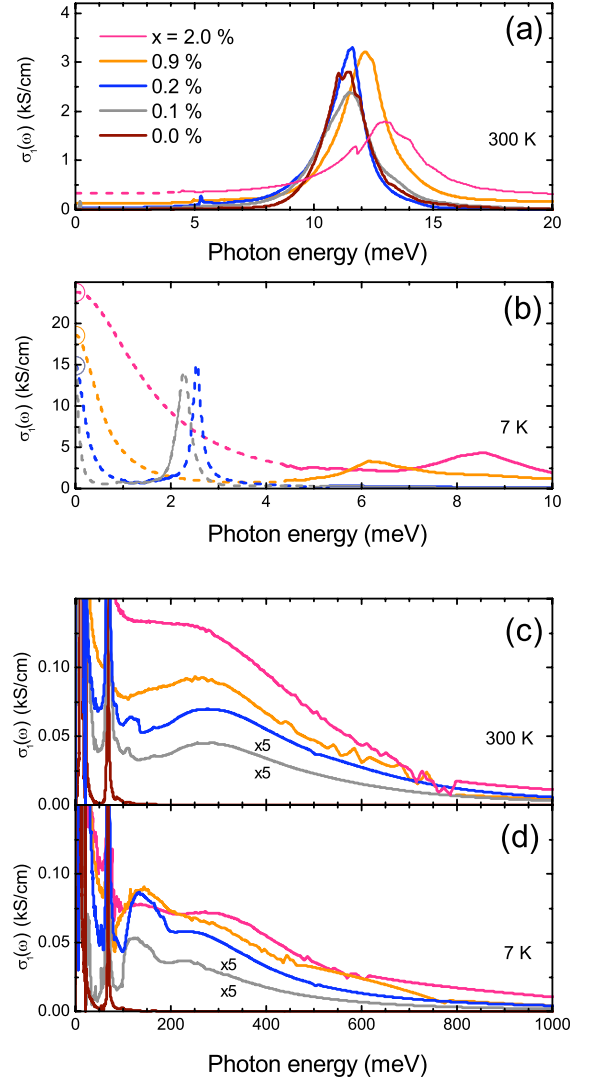 (a)
4
3
2
1
0
σ₁(ω) (kS/cm)
x = 2.0 %
0.9 %
0.2 %
0.1 %
0.0 %
300 K
0 5 10 15 20
Photon energy (meV)
(b)
20
15
10
5
0
σ₁(ω) (kS/cm)
7 K
0 2 4 6 8 10
Photon energy (meV)
(c)
0.10
0.05
0.00
σ₁(ω) (kS/cm)
x5
x5
300 K
(d)
0.10
0.05
0.00
σ₁(ω) (kS/cm)
x5
x5
7 K
0 200 400 600 800 1000
Photon energy (meV)